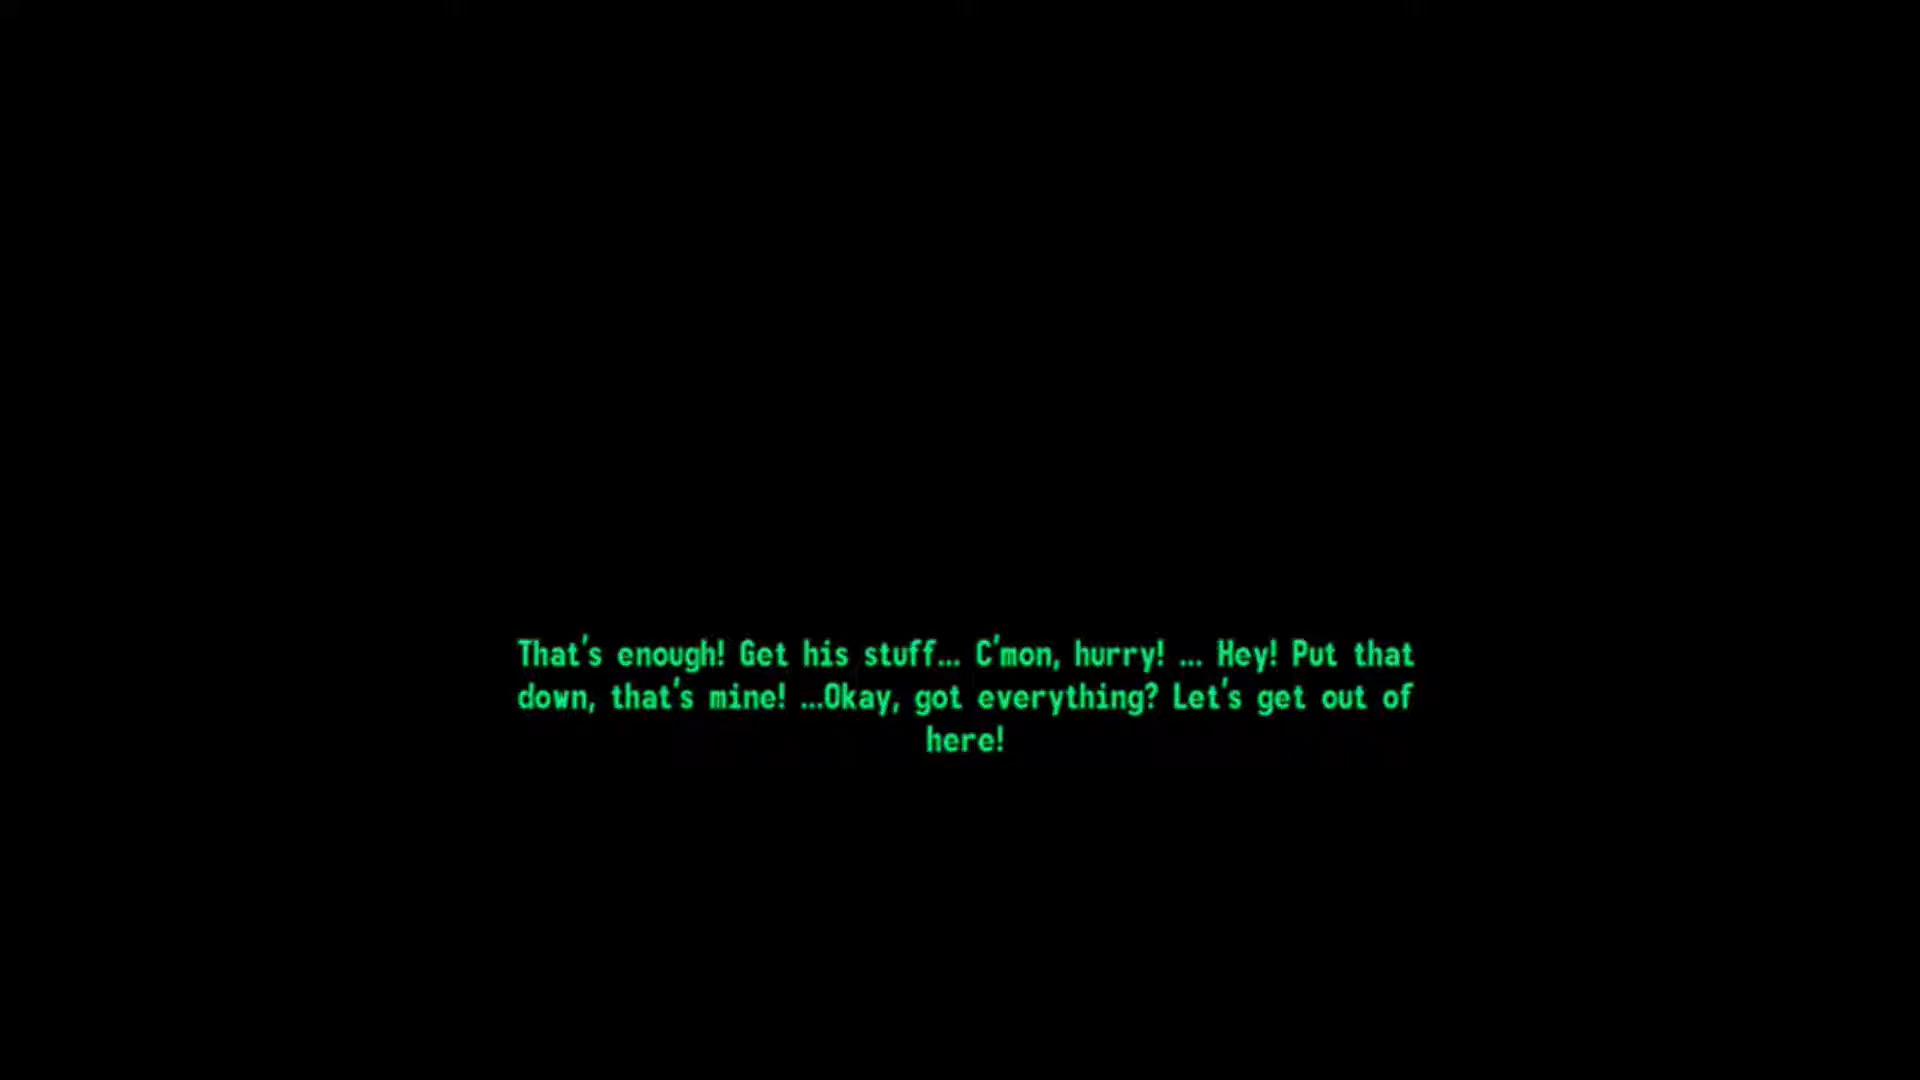 That's enough! Get his stuff... C'mon, hurry! ... Hey! Put that
down, that's mine! ...Okay, got everything? Let's get out of
here!